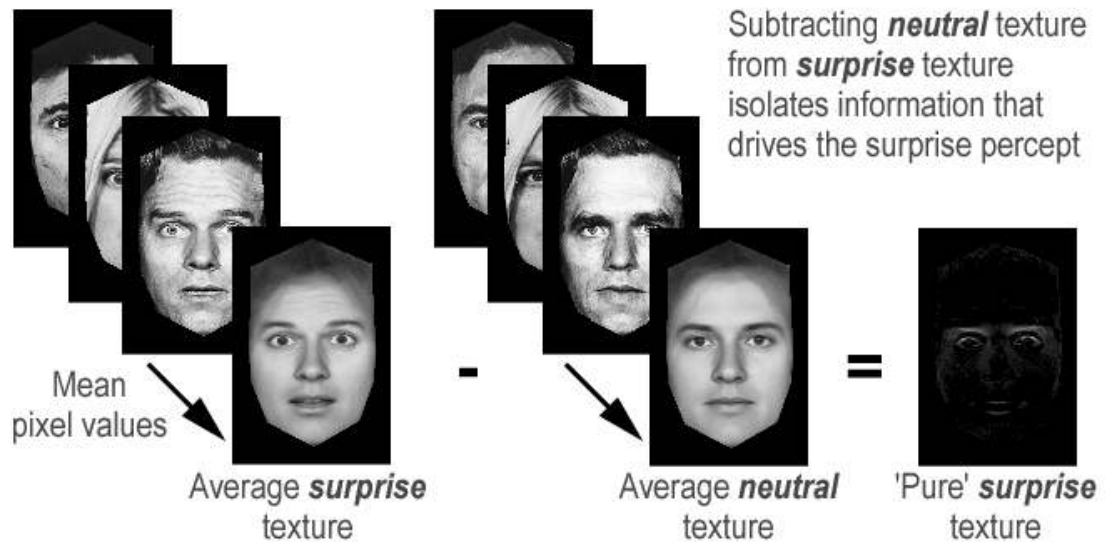 Subtracting neutral texture
from surprise texture
isolates information that
drives the surprise percept
Mean
pixel values
-
=
Average surprise
texture
Average neutral
texture
'Pure' surprise
texture